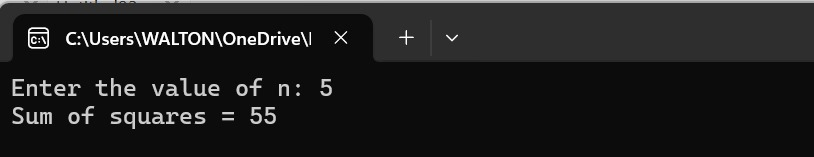 C:\Users\WALTON\OneDrive\
Enter the value of n: 5
Sum of squares = 55